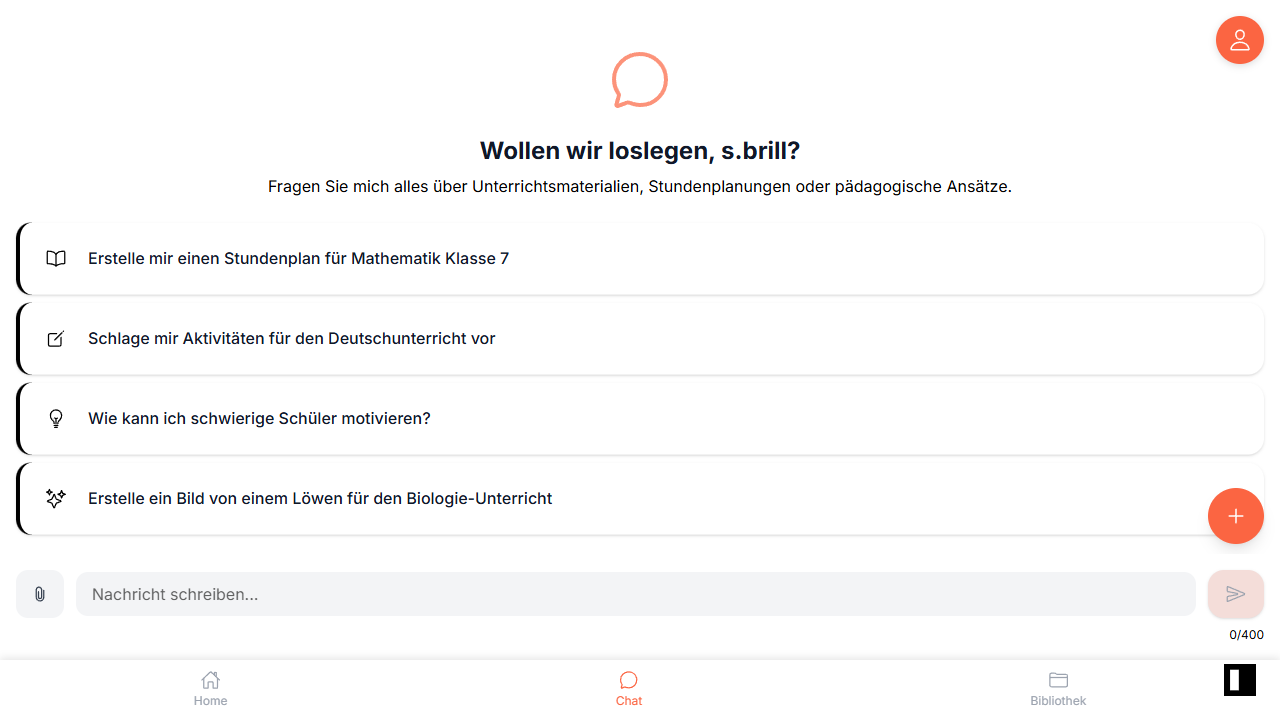 Wollen wir loslegen, s.brill?
Fragen Sie mich alles über Unterrichtsmaterialien, Stundenplanungen oder pädagogische Ansätze.
Erstelle mir einen Stundenplan für Mathematik Klasse 7
Schlage mir Aktivitäten für den Deutschunterricht vor
Wie kann ich schwierige Schüler motivieren?
Erstelle ein Bild von einem Löwen für den Biologie-Unterricht
Nachricht schreiben...
0/400
Home
Chat
Bibliothek